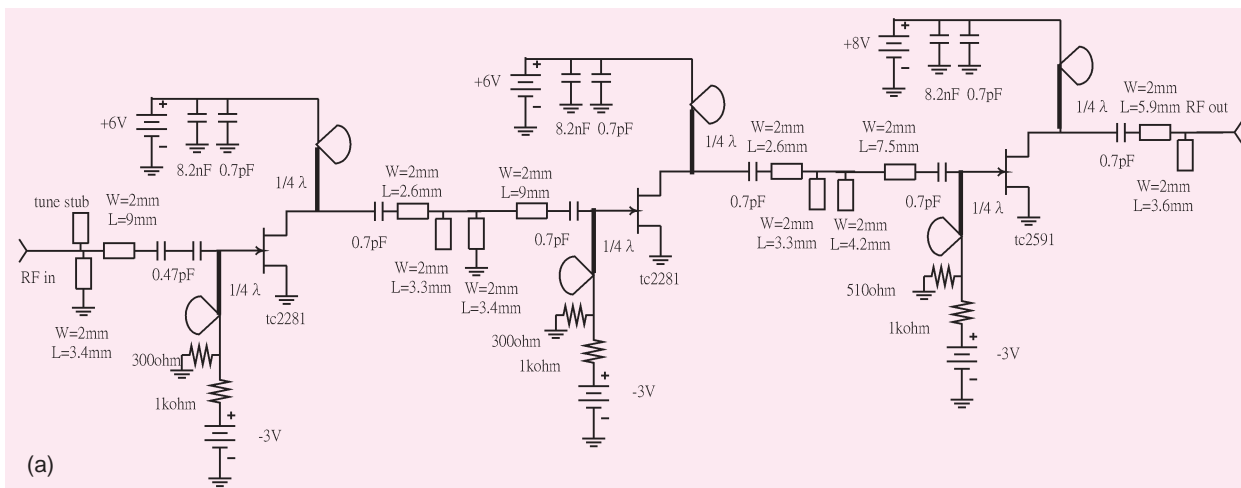 +8V
8.2nF 0.7pF
1/4 λ
W=2mm
L=5.9mm RF out
0.7pF
W=2mm
L=3.6mm
+6V
8.2nF 0.7pF
1/4 λ
W=2mm
L=2.6mm
W=2mm
L=7.5mm
0.7pF
W=2mm
L=3.3mm
W=2mm
L=4.2mm
0.7pF
1/4 λ
tc2591
510ohm
1kohm
-3V
+6V
8.2nF 0.7pF
1/4 λ
W=2mm
L=2.6mm
W=2mm
L=9mm
0.7pF
W=2mm
L=3.3mm
W=2mm
L=3.4mm
0.7pF
1/4 λ
tc2281
300ohm
1kohm
-3V
tune stub
W=2mm
L=9mm
RF in
0.47pF
1/4 λ
tc2281
W=2mm
L=3.4mm
300ohm
1kohm
-3V
(a)